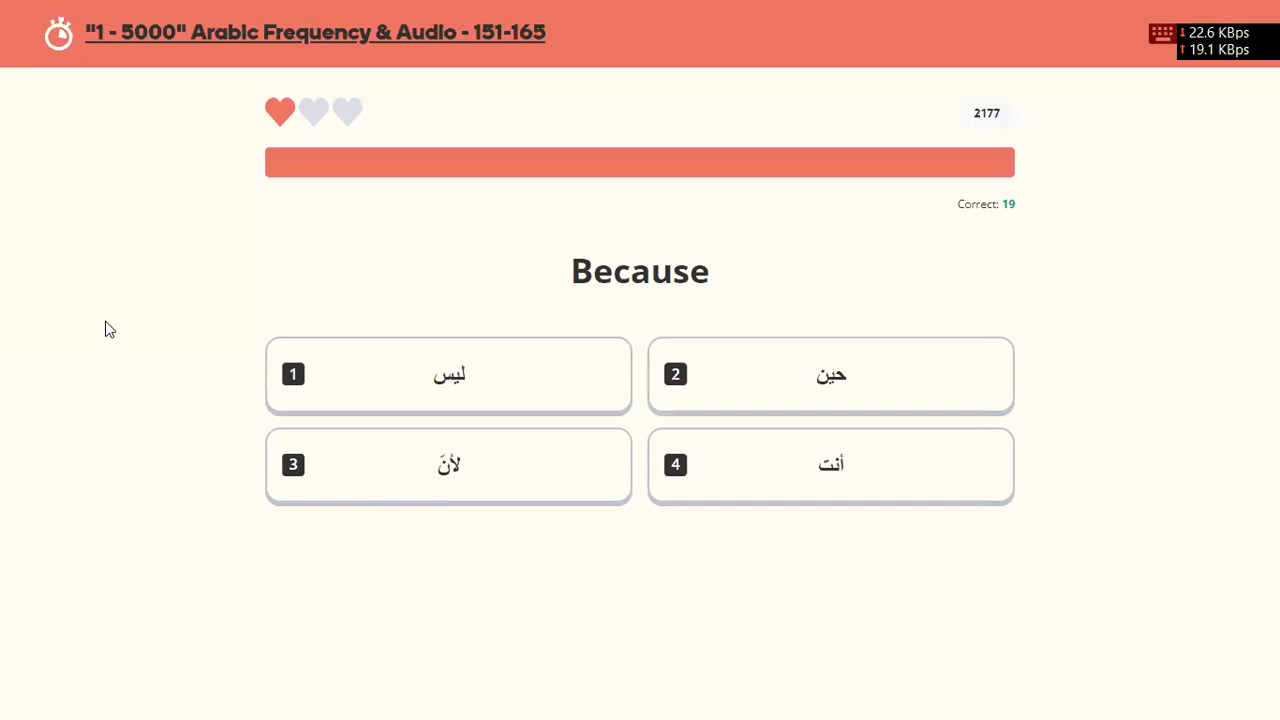 "1 - 5000" Arabic Frequency & Audio - 151-165
↓ 22.6 KBps
↑ 19.1 KBps
2177
Correct: 19
Because
1 ليس
2 حين
3 لأنَ
4 أنت